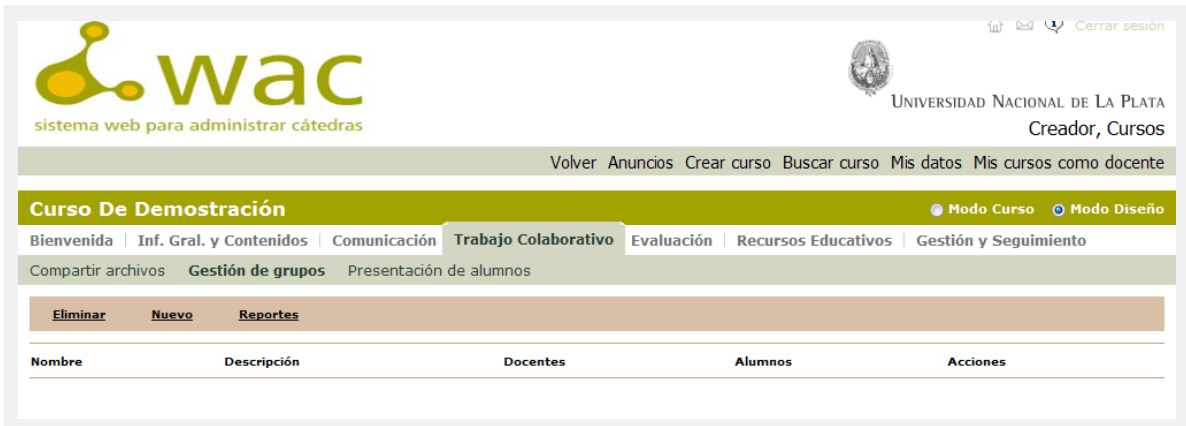 Cerrar sesión
wac
sistema web para administrar cátedras
UNIVERSIDAD NACIONAL DE LA PLATA
Creador, Cursos
Volver Anuncios Crear curso Buscar curso Mis datos Mis cursos como docente
Curso De Demostración Modo Curso Modo Diseño
Bienvenida Inf. Gral. y Contenidos Comunicación Trabajo Colaborativo Evaluación Recursos Educativos Gestión y Seguimiento
Compartir archivos Gestión de grupos Presentación de alumnos
Eliminar Nuevo Reportes
Nombre Descripción Docentes Alumnos Acciones